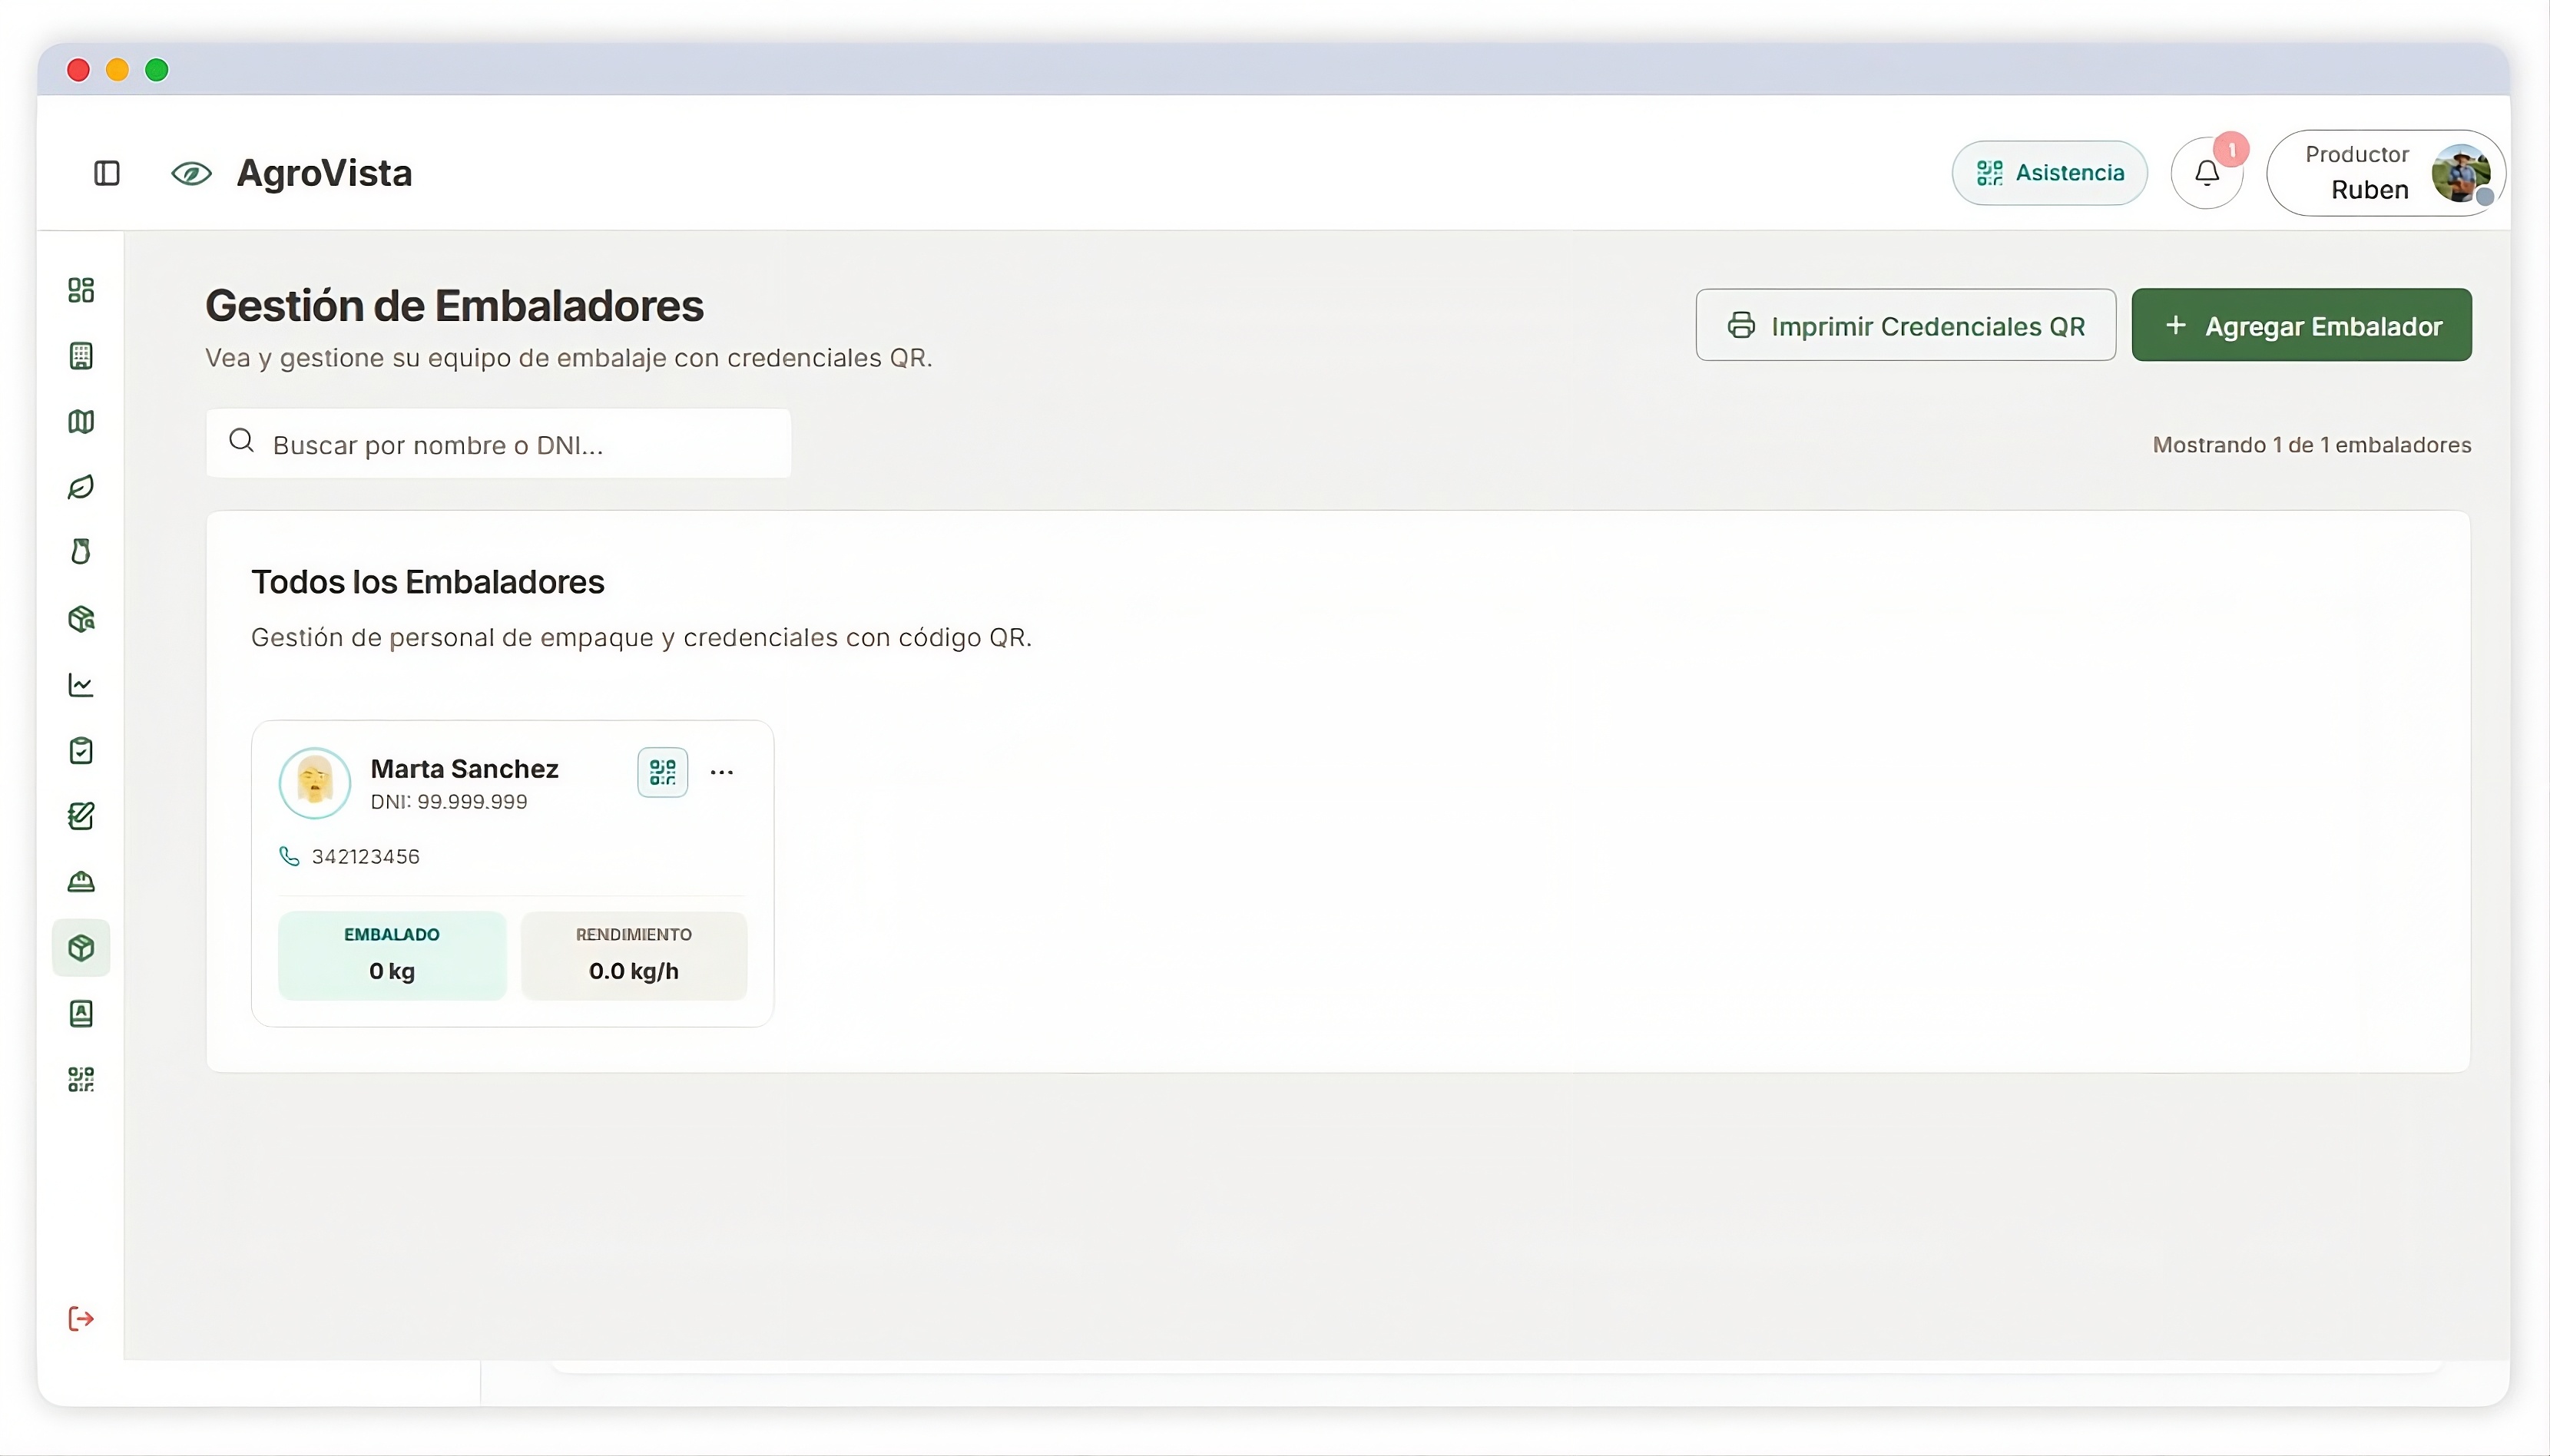 AgroVista
Asistencia
1
Productor
Ruben
Gestión de Embaladores
Vea y gestione su equipo de embalaje con credenciales QR.
Imprimir Credenciales QR
+ Agregar Embalador
Buscar por nombre o DNI...
Mostrando 1 de 1 embaladores
Todos los Embaladores
Gestión de personal de empaque y credenciales con código QR.
Marta Sanchez
DNI: 99.999.999
342123456
EMBALADO
0 kg
RENDIMIENTO
0.0 kg/h